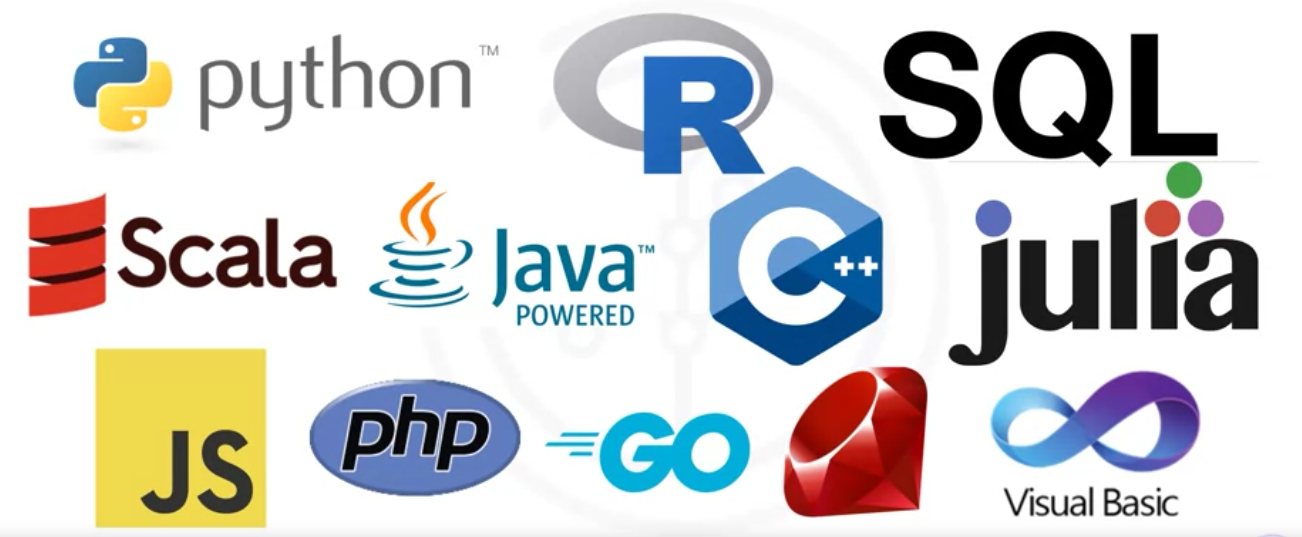 python™
R
SQL
Scala
Java™
POWERED
C++
julia
JS
php
GO
Visual Basic